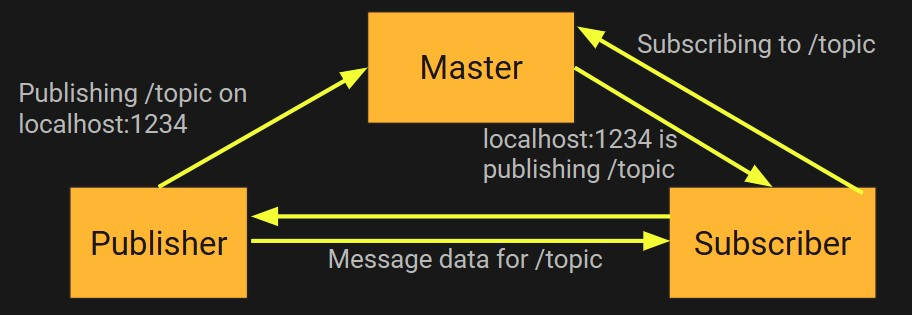 Master
Subscribing to /topic
Publishing /topic on
localhost:1234
localhost:1234 is
publishing /topic
Publisher
Subscriber
Message data for /topic